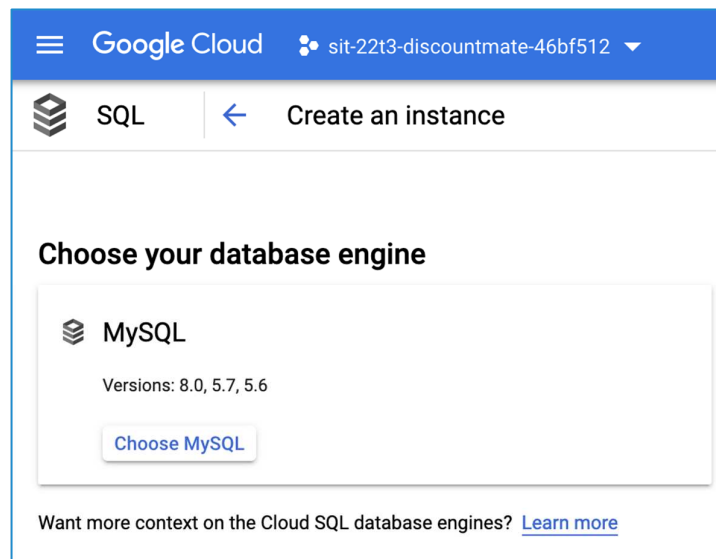 Google Cloud sit-22t3-discountmate-46bf512
SQL Create an instance
Choose your database engine
MySQL
Versions: 8.0, 5.7, 5.6
Choose MySQL
Want more context on the Cloud SQL database engines? Learn more